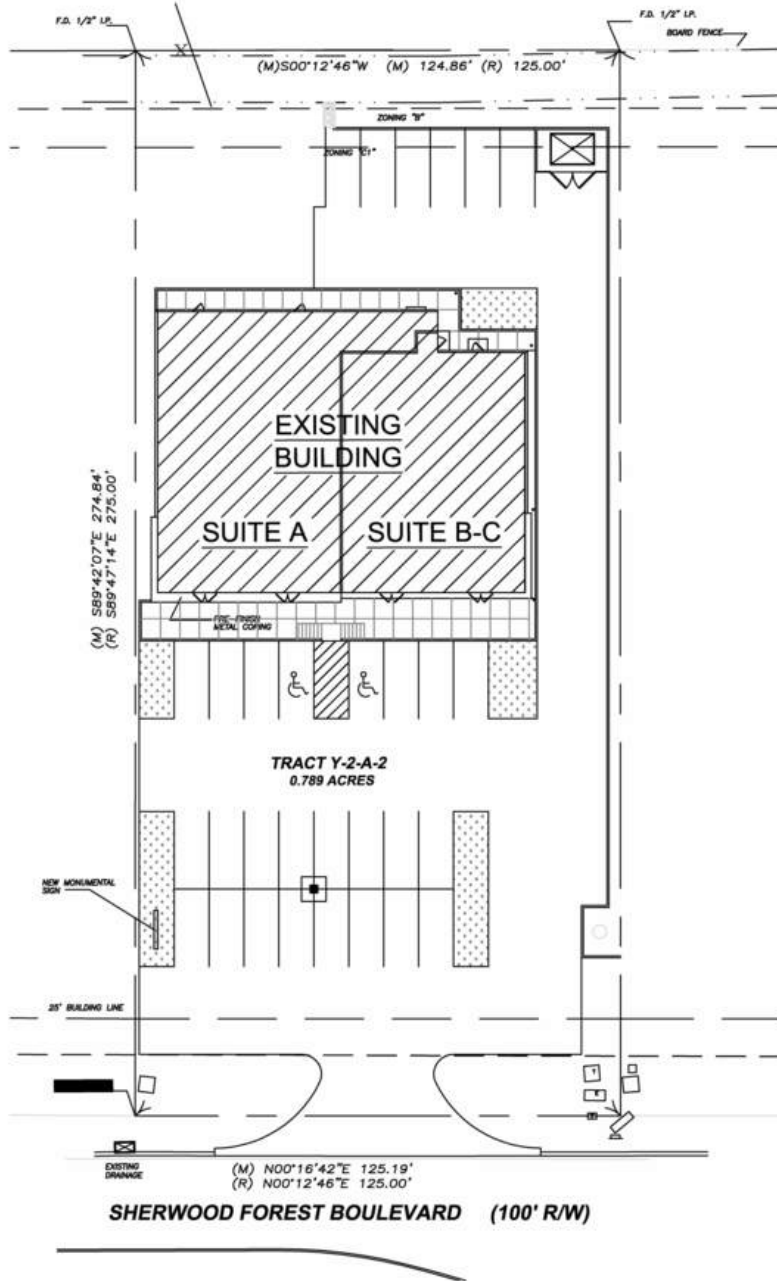 F.D. 1/2" I.P.
F.D. 1/2" I.P.
BOARD FENCE
X
(M)S00°12'46"W (M) 124.86' (R) 125.00'
ZONING "B"
ZONING "C1"
EXISTING
BUILDING
SUITE A
SUITE B-C
(M) S89°42'07"E 274.84'
(R) S89°47'14"E 275.00'
PRE-FINISH
METAL COPING
TRACT Y-2-A-2
0.789 ACRES
NEW MONUMENTAL
SIGN
25' BUILDING LINE
T
E
EXISTING
DRAINAGE
(M) N00°16'42"E 125.19'
(R) N00°12'46"E 125.00'
SHERWOOD FOREST BOULEVARD (100' R/W)